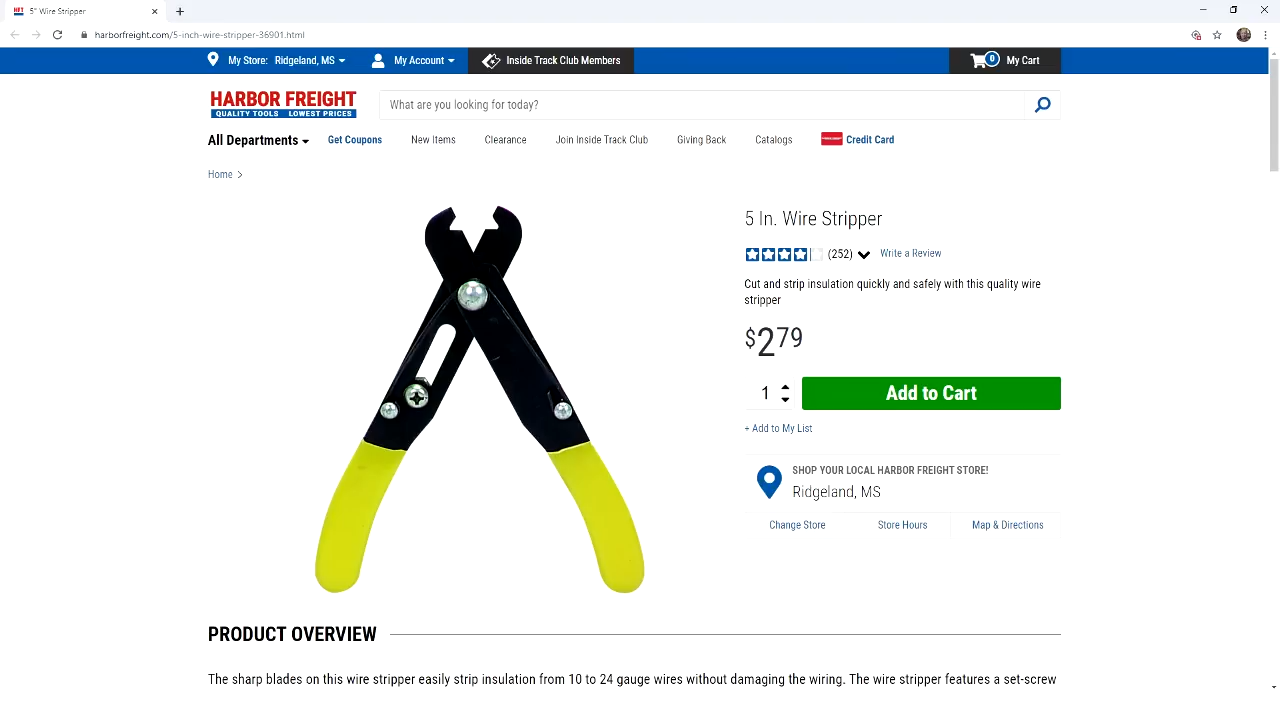 5" Wire Stripper
harborfreight.com/5-inch-wire-stripper-36901.html
My Store: Ridgeland, MS
My Account
Inside Track Club Members
0
My Cart
HARBOR FREIGHT
QUALITY TOOLS LOWEST PRICES
What are you looking for today?
All Departments
Get Coupons
New Items
Clearance
Join Inside Track Club
Giving Back
Catalogs
Credit Card
Home >
5 In. Wire Stripper
(252)
Write a Review
Cut and strip insulation quickly and safely with this quality wire
stripper
$279
1
Add to Cart
+ Add to My List
SHOP YOUR LOCAL HARBOR FREIGHT STORE!
Ridgeland, MS
Change Store
Store Hours
Map & Directions
PRODUCT OVERVIEW
The sharp blades on this wire stripper easily strip insulation from 10 to 24 gauge wires without damaging the wiring. The wire stripper features a set-screw